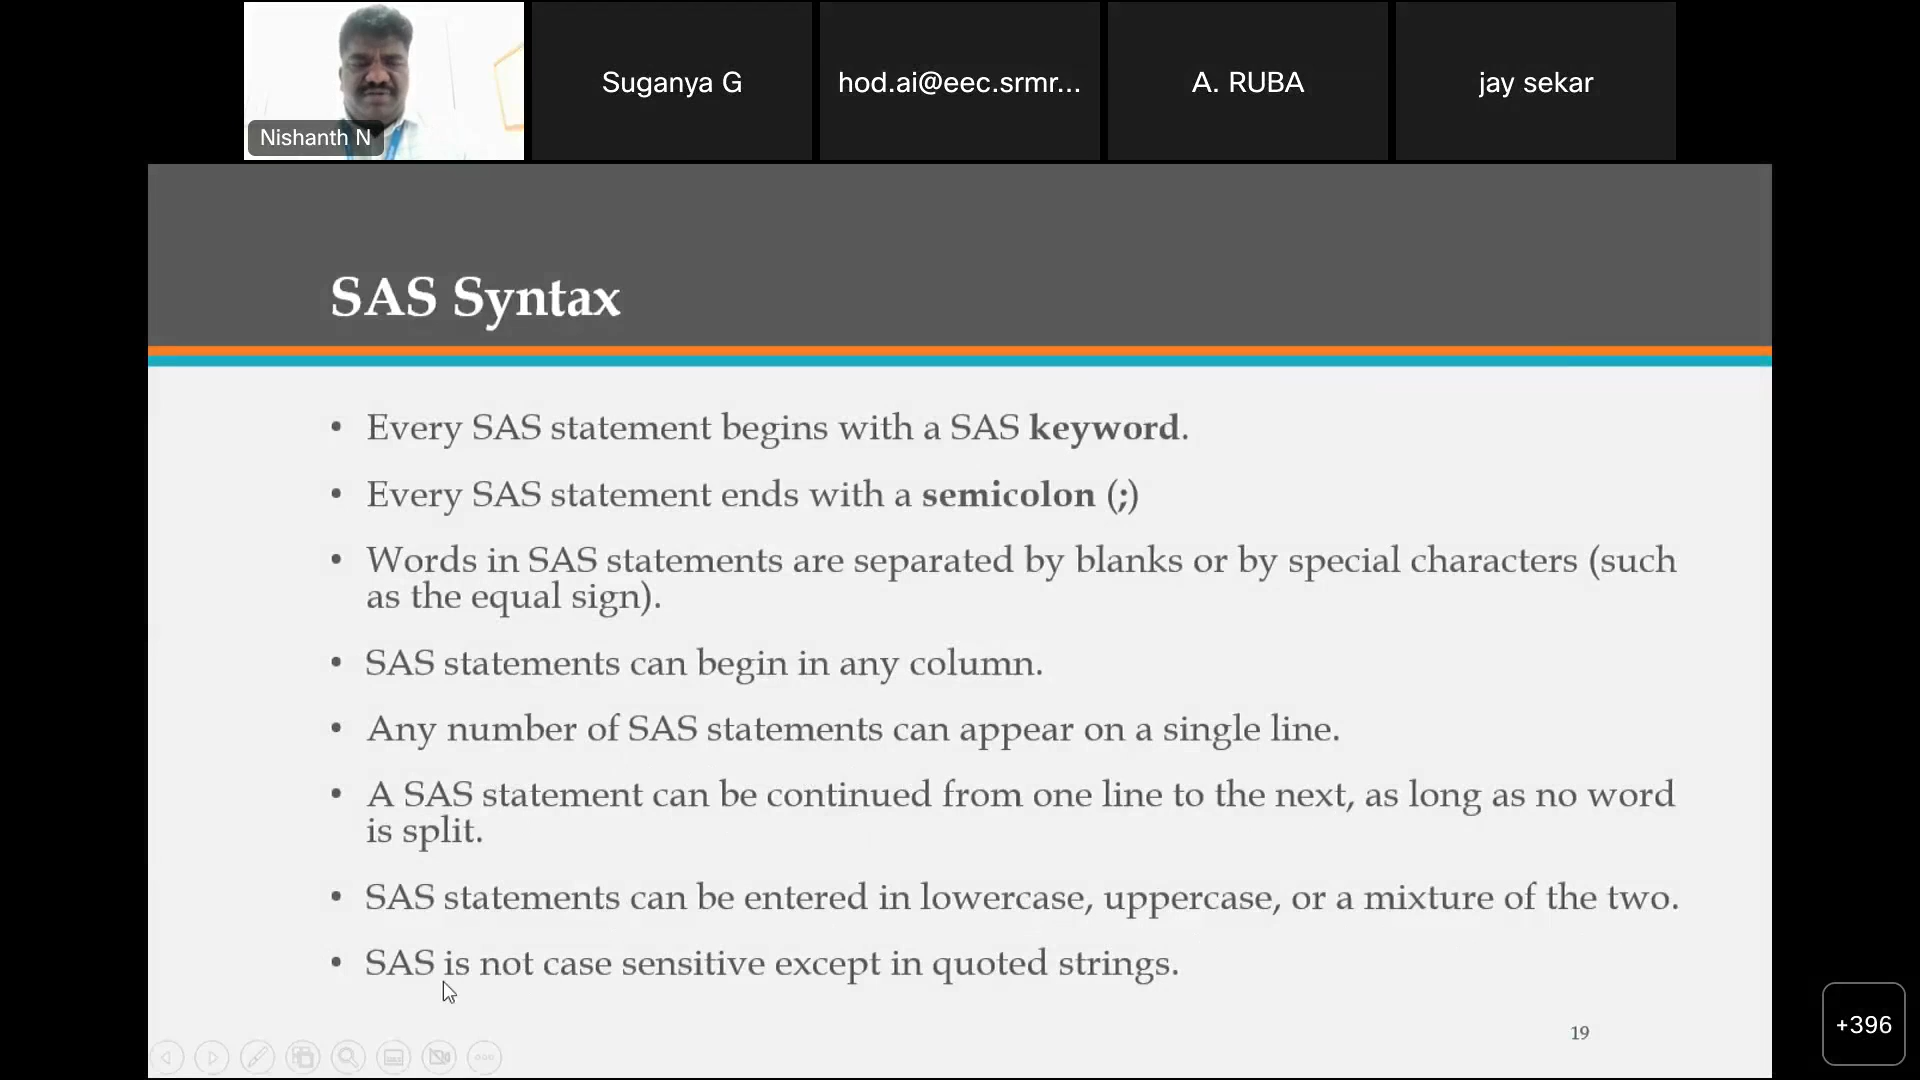 Nishanth N
Suganya G
hod.ai@eec.srmr...
A. RUBA
jay sekar
SAS Syntax
• Every SAS statement begins with a SAS keyword.
• Every SAS statement ends with a semicolon (;)
• Words in SAS statements are separated by blanks or by special characters (such
as the equal sign).
• SAS statements can begin in any column.
• Any number of SAS statements can appear on a single line.
• A SAS statement can be continued from one line to the next, as long as no word
is split.
• SAS statements can be entered in lowercase, uppercase, or a mixture of the two.
• SAS is not case sensitive except in quoted strings.
19
+396